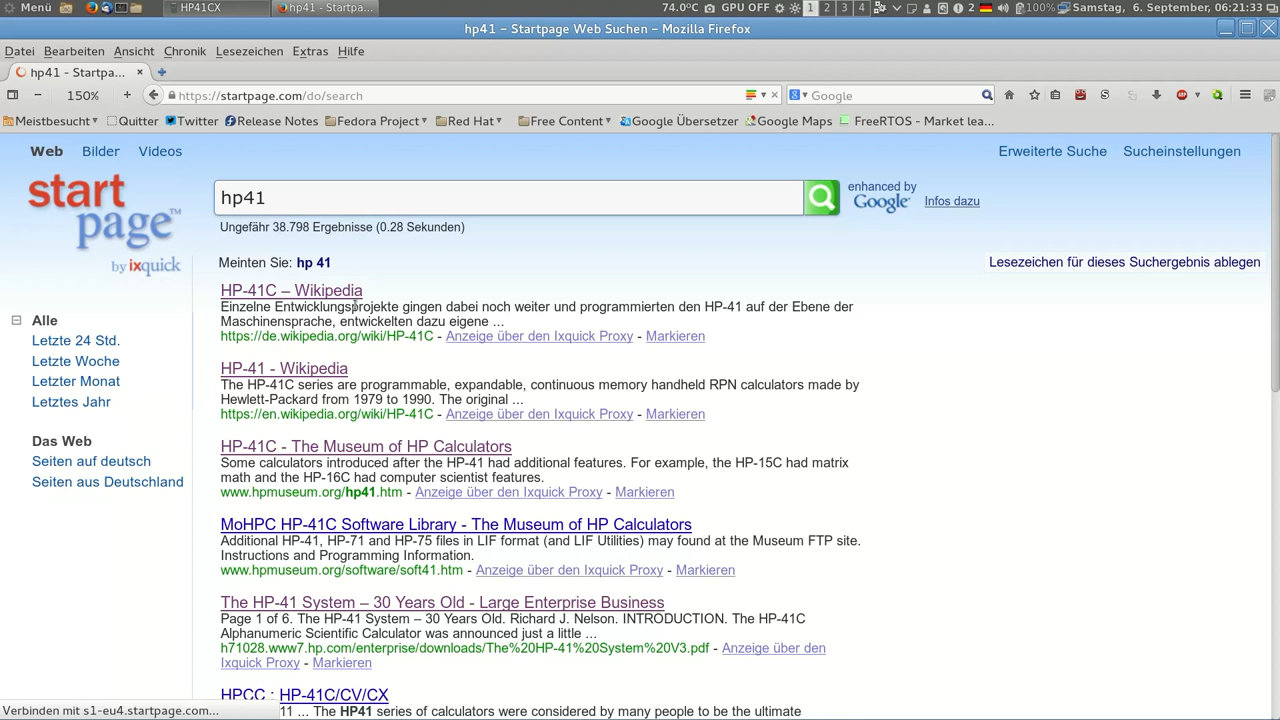 Menü HP41CX hp41 - Startpa... 74.0°C GPU OFF 1 2 3 4 2 100% Samstag, 6. September, 06:21:33
hp41 - Startpage Web Suchen - Mozilla Firefox
Datei Bearbeiten Ansicht Chronik Lesezeichen Extras Hilfe
hp41 - Startpa... × +
150% https://startpage.com/do/search Google
Meistbesucht Quitter Twitter Release Notes Fedora Project Red Hat Free Content Google Übersetzer Google Maps FreeRTOS - Market lea...
Web Bilder Videos Erweiterte Suche Sucheinstellungen
start
page™
by ixquick
hp41
enhanced by
Google
Infos dazu
Ungefähr 38.798 Ergebnisse (0.28 Sekunden)
Meinten Sie: hp 41
Lesezeichen für dieses Suchergebnis ablegen
Alle
Letzte 24 Std.
Letzte Woche
Letzter Monat
Letztes Jahr
Das Web
Seiten auf deutsch
Seiten aus Deutschland
HP-41C – Wikipedia
Einzelne Entwicklungsprojekte gingen dabei noch weiter und programmierten den HP-41 auf der Ebene der
Maschinensprache, entwickelten dazu eigene ...
https://de.wikipedia.org/wiki/HP-41C - Anzeige über den Ixquick Proxy - Markieren
HP-41 - Wikipedia
The HP-41C series are programmable, expandable, continuous memory handheld RPN calculators made by
Hewlett-Packard from 1979 to 1990. The original ...
https://en.wikipedia.org/wiki/HP-41C - Anzeige über den Ixquick Proxy - Markieren
HP-41C - The Museum of HP Calculators
Some calculators introduced after the HP-41 had additional features. For example, the HP-15C had matrix
math and the HP-16C had computer scientist features.
www.hpmuseum.org/hp41.htm - Anzeige über den Ixquick Proxy - Markieren
MoHPC HP-41C Software Library - The Museum of HP Calculators
Additional HP-41, HP-71 and HP-75 files in LIF format (and LIF Utilities) may found at the Museum FTP site.
Instructions and Programming Information.
www.hpmuseum.org/software/soft41.htm - Anzeige über den Ixquick Proxy - Markieren
The HP-41 System – 30 Years Old - Large Enterprise Business
Page 1 of 6. The HP-41 System – 30 Years Old. Richard J. Nelson. INTRODUCTION. The HP-41C
Alphanumeric Scientific Calculator was announced just a little ...
h71028.www7.hp.com/enterprise/downloads/The%20HP-41%20System%20V3.pdf - Anzeige über den
Ixquick Proxy - Markieren
HPCC : HP-41C/CV/CX
11 ... The HP41 series of calculators were considered by many people to be the ultimate
Verbinden mit s1-eu4.startpage.com...